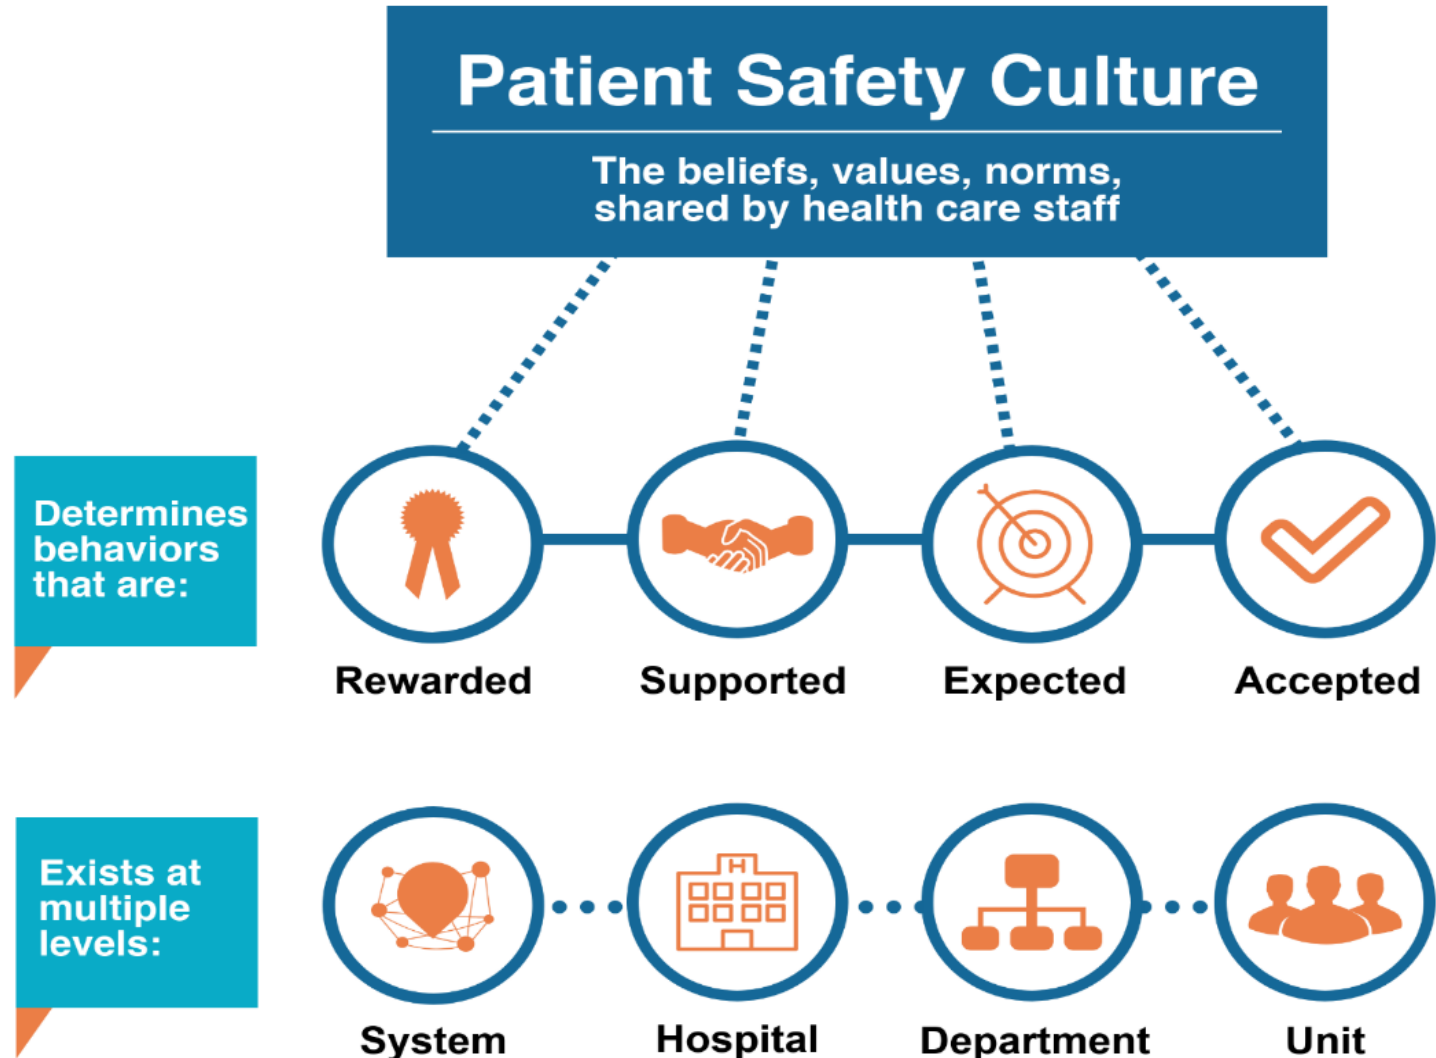 Patient Safety Culture
The beliefs, values, norms,
shared by health care staff
Determines
behaviors
that are:
Rewarded
Supported
Expected
Accepted
Exists at
multiple
levels:
H
System
Hospital
Department
Unit